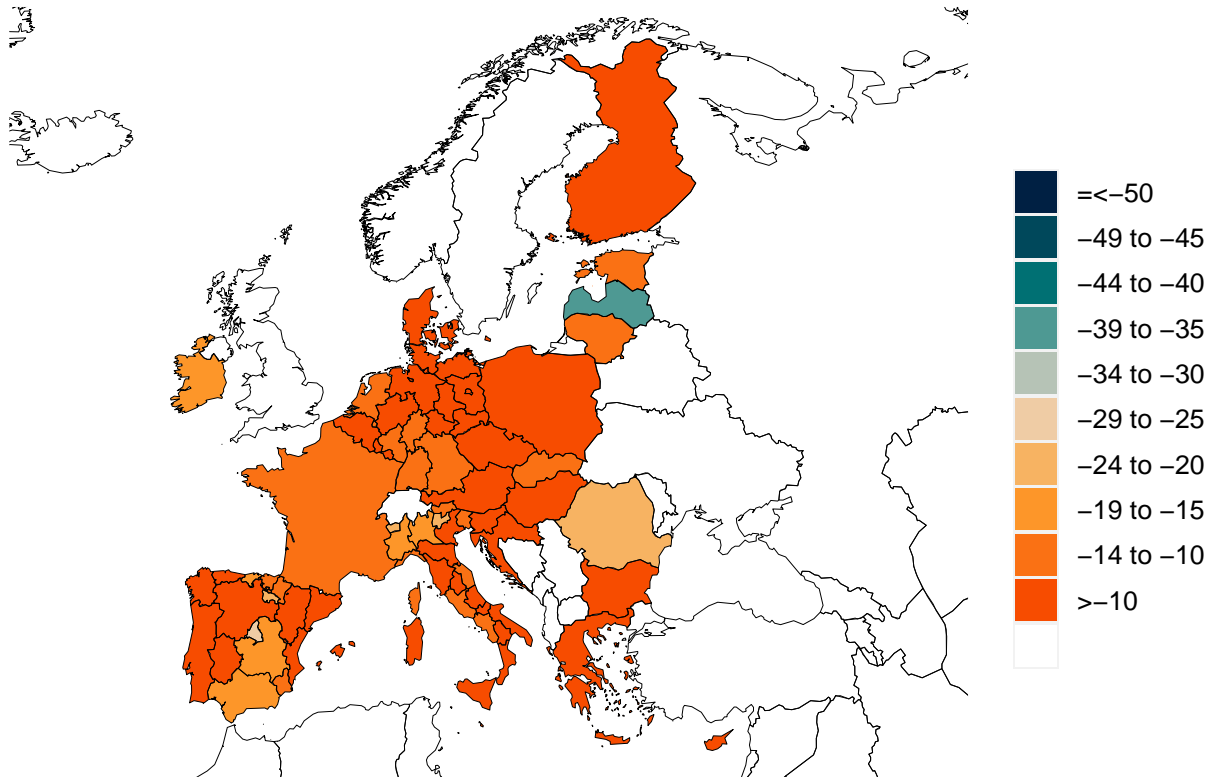 =<−50
−49 to −45
−44 to −40
−39 to −35
−34 to −30
−29 to −25
−24 to −20
−19 to −15
−14 to −10
>−10